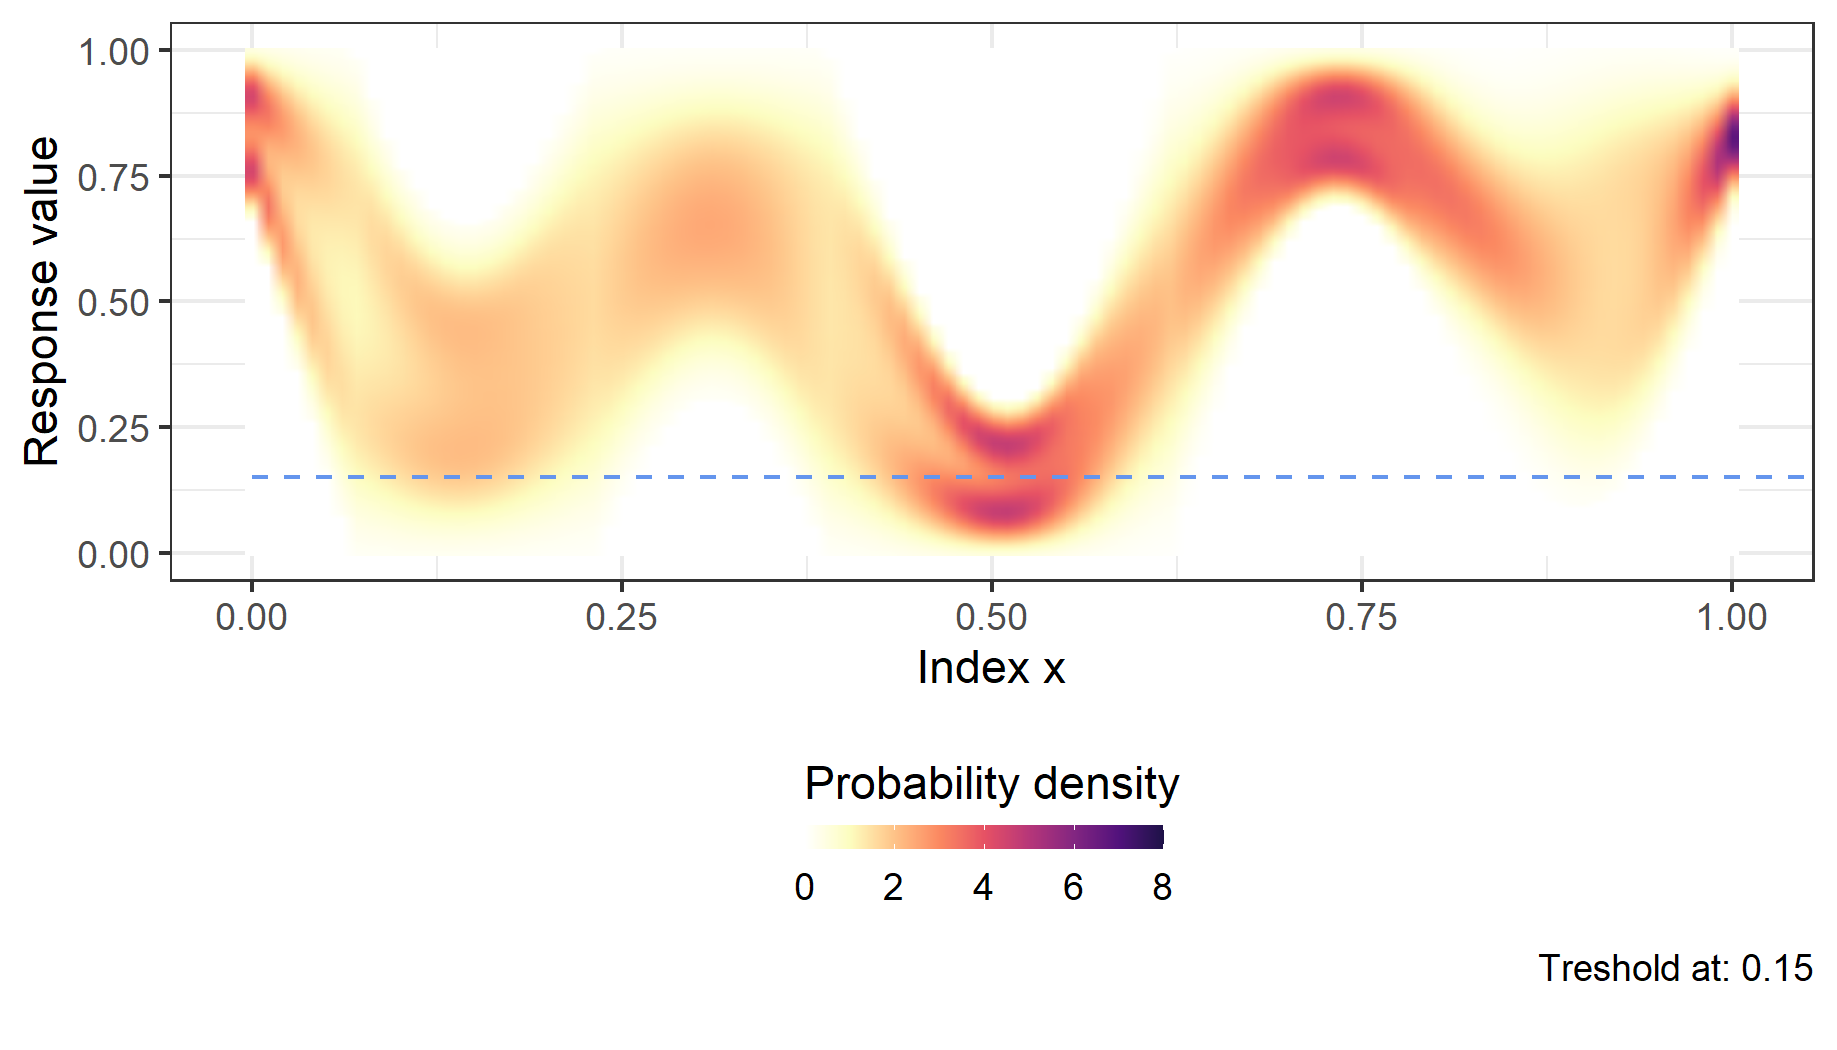 Response value
1.00
0.75
0.50
0.25
0.00
0.00 0.25 0.50 0.75 1.00
Index x
Probability density
0 2 4 6 8
Treshold at: 0.15